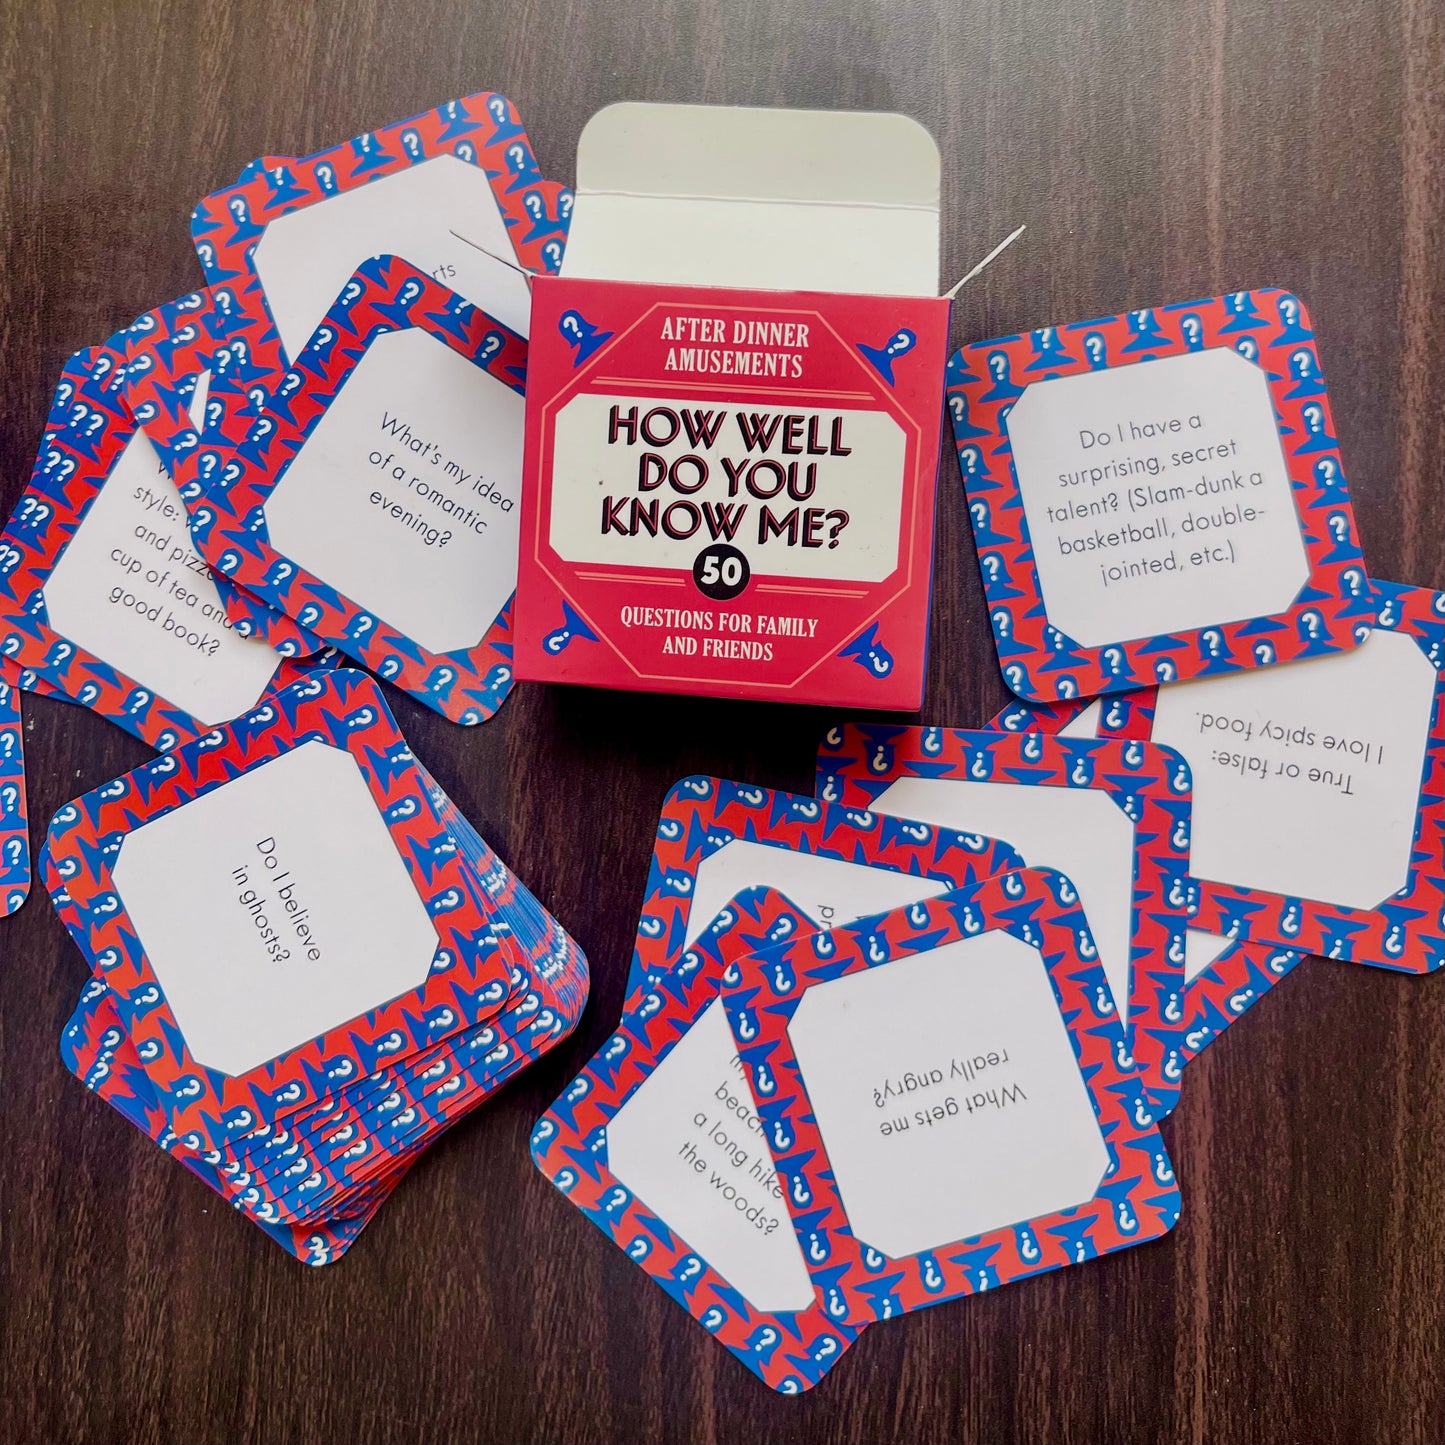 AFTER DINNER
AMUSEMENTS
HOW WELL
DO YOU
KNOW ME?
50
QUESTIONS FOR FAMILY
AND FRIENDS
rts
What's my idea
of a romantic
evening?
style:
and pizza
cup of tea and a
good book?
Do I have a
surprising, secret
talent? (Slam-dunk a
basketball, double-
jointed, etc.)
True or false:
I love spicy food.
Do I believe
in ghosts?
What gets me
really angry?
beach
a long hike
the woods?